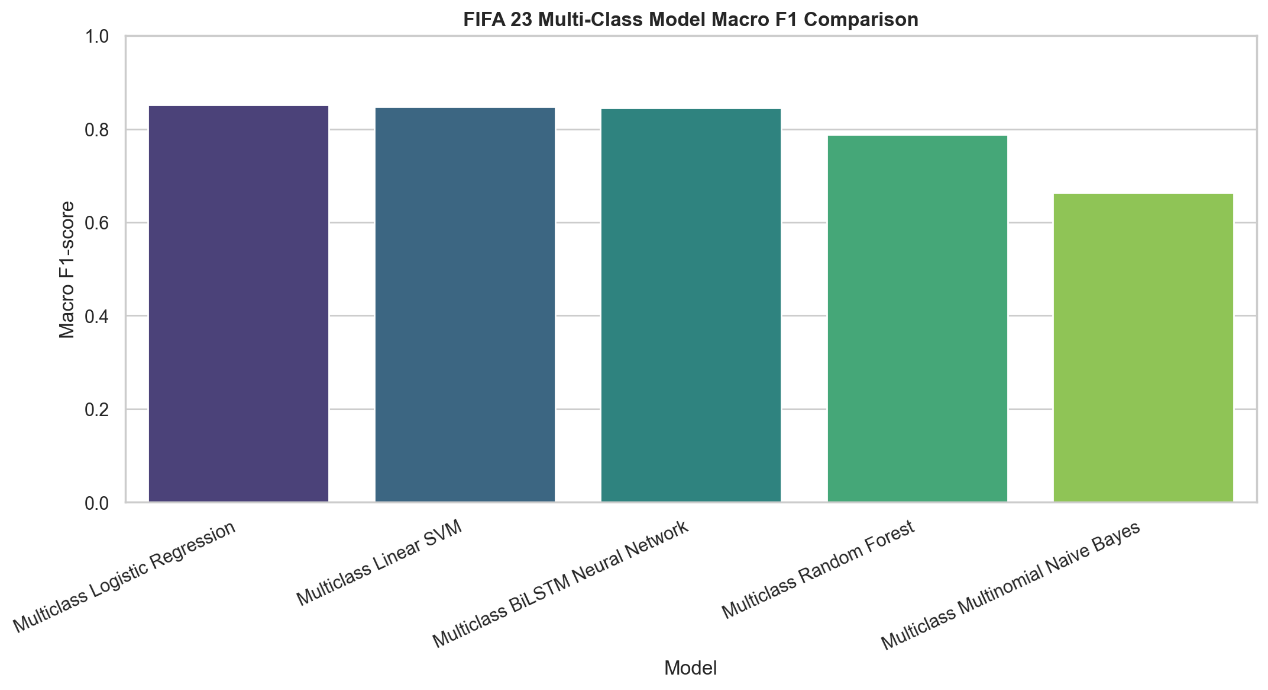 FIFA 23 Multi-Class Model Macro F1 Comparison
1.0
0.8
0.6
0.4
0.2
0.0
Macro F1-score
Multiclass Logistic Regression
Multiclass Linear SVM
Multiclass BiLSTM Neural Network
Multiclass Random Forest
Multiclass Multinomial Naive Bayes
Model